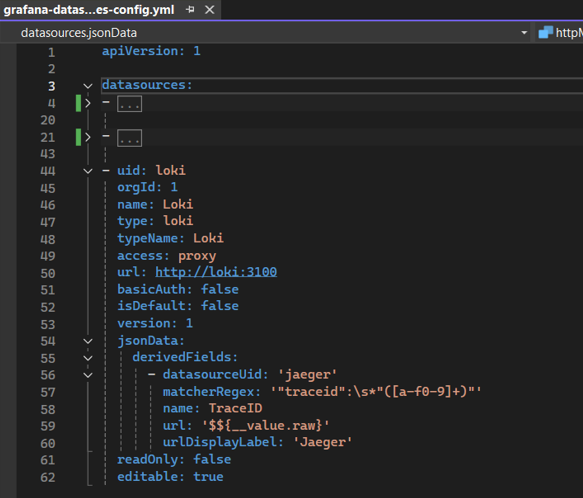 grafana-datas...es-config.yml
datasources.jsonData httpM
1 apiVersion: 1
2
3 datasources:
4 - ...
20
21 - ...
43
44 - uid: loki
45 orgId: 1
46 name: Loki
47 type: loki
48 typeName: Loki
49 access: proxy
50 url: http://loki:3100
51 basicAuth: false
52 isDefault: false
53 version: 1
54 jsonData:
55 derivedFields:
56 - datasourceUid: 'jaeger'
57 matcherRegex: '"traceid":\s*"([a-f0-9]+)"'
58 name: TraceID
59 url: '$${__value.raw}'
60 urlDisplayLabel: 'Jaeger'
61 readOnly: false
62 editable: true